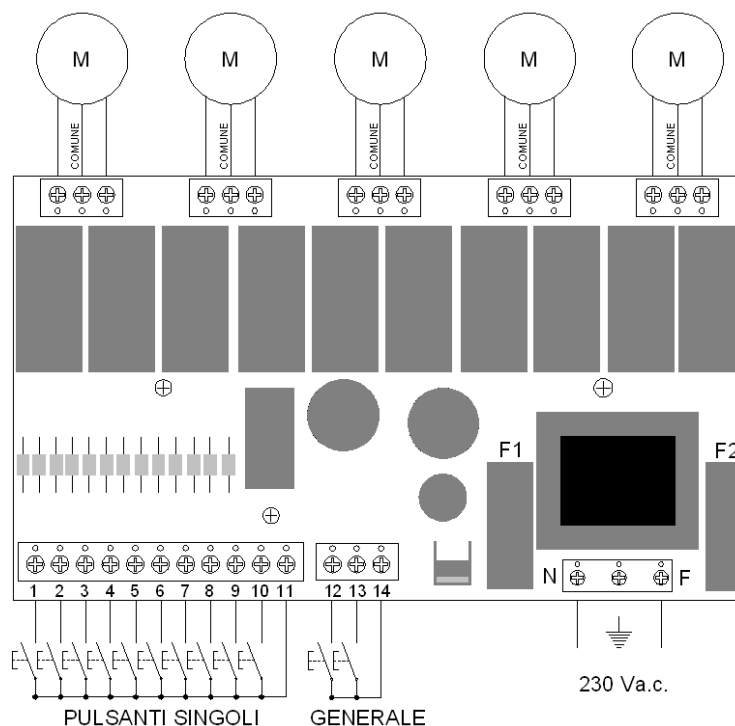 M M M M M
COMUNE COMUNE COMUNE COMUNE COMUNE
F1 F2
N F
1 2 3 4 5 6 7 8 9 10 11 12 13 14
230 Va.c.
PULSANTI SINGOLI GENERALE